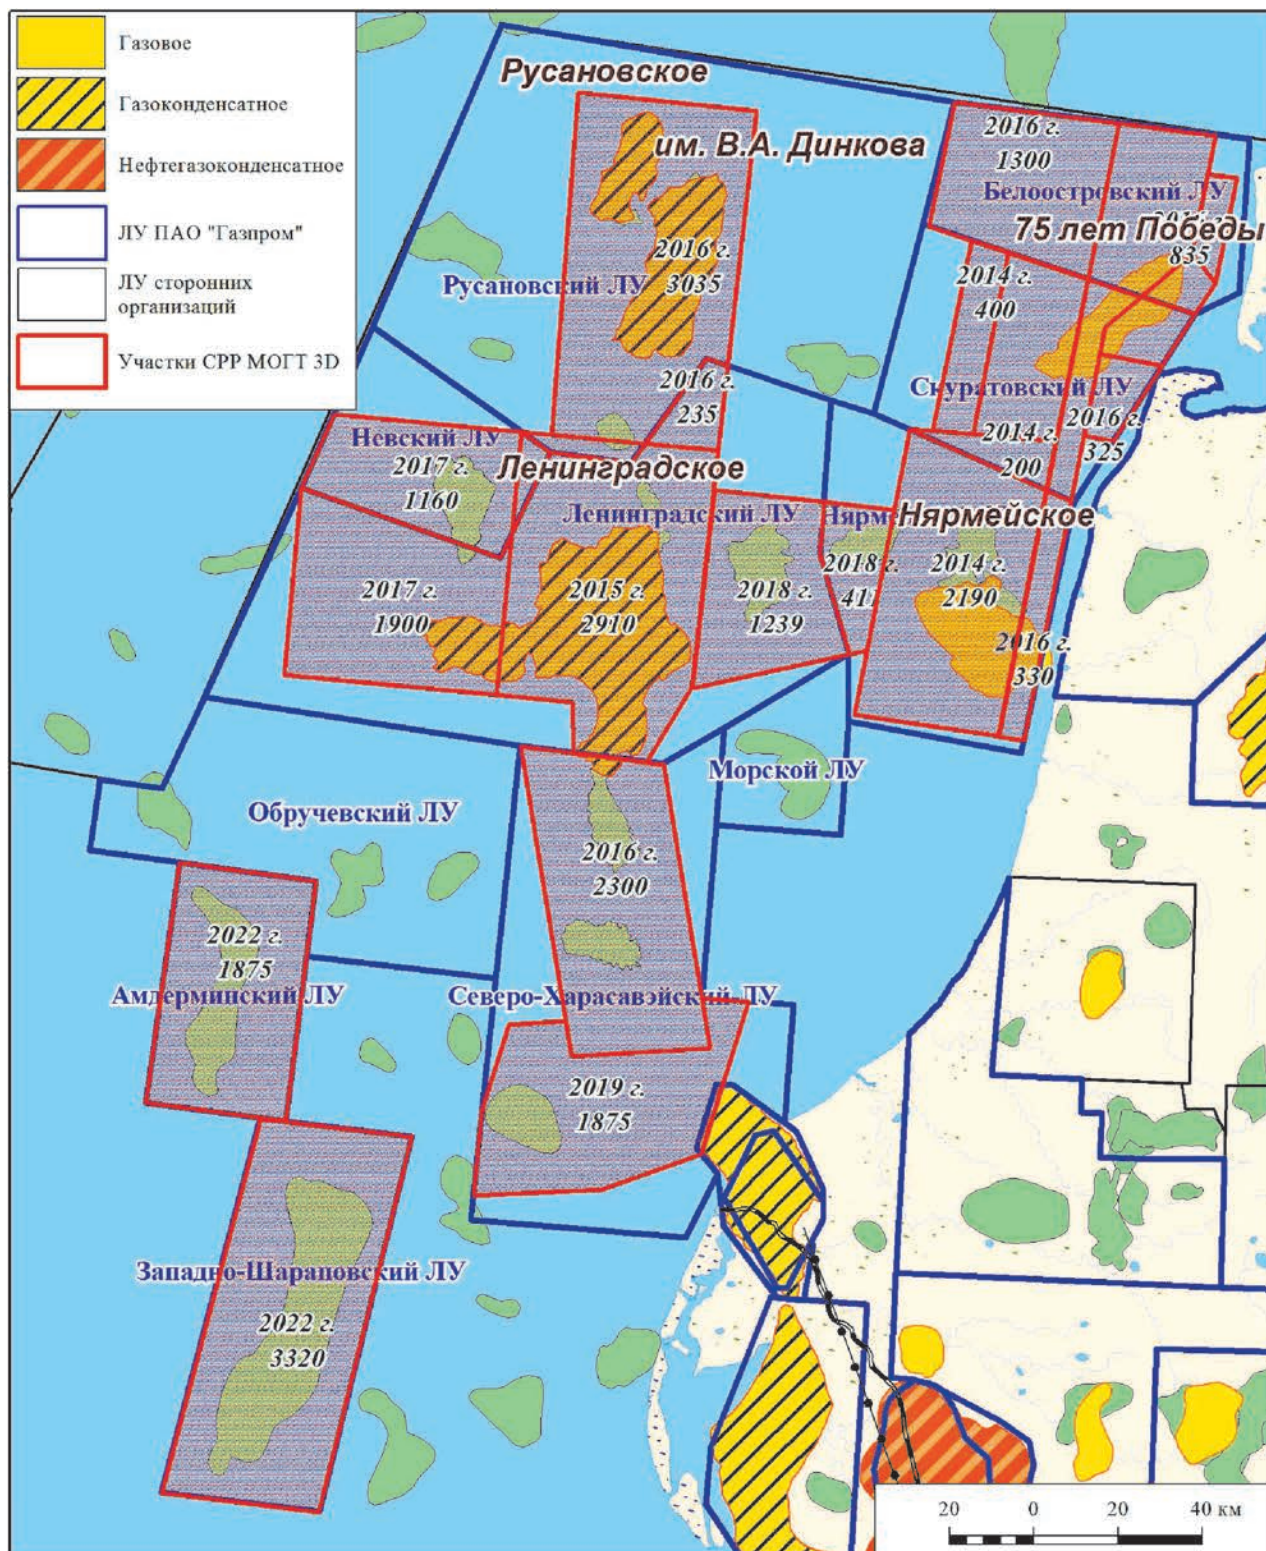 Газовое
Газоконденсатное
Нефтегазоконденсатное
ЛУ ПАО "Газпром"
ЛУ сторонних
организаций
Участки СРР МОГТ 3D
Русановское
им. В.А. Динкова
2016 г.
1300
Белоостровский ЛУ
75 лет Победы
835
2016 г.
3035
Русановский ЛУ
2014 г.
400
2016 г.
235
Скуратовский ЛУ
2016 г.
325
2014 г.
200
Невский ЛУ
2017 г.
1160
Ленинградское
Ленинградский ЛУ
Нярм
Нярмейское
2017 г.
1900
2015 г.
2910
2018 г.
1239
2018 г.
411
2014 г.
2190
2016 г.
330
Морской ЛУ
Обручевский ЛУ
2016 г.
2300
2022 г.
1875
Амдерминский ЛУ
Северо-Харасавэйский ЛУ
2019 г.
1875
Западно-Шараповский ЛУ
2022 г.
3320
20 0 20 40 км